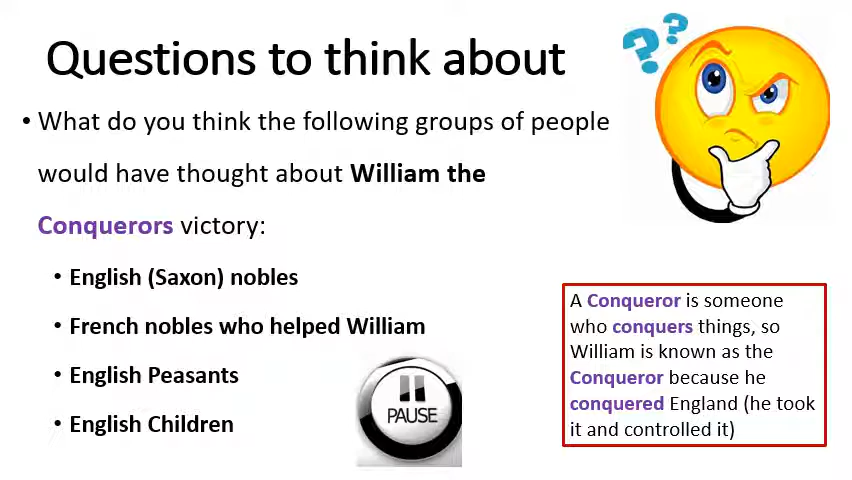 Questions to think about
• What do you think the following groups of people
would have thought about William the
Conquerors victory:
• English (Saxon) nobles
• French nobles who helped William
• English Peasants
• English Children
PAUSE
A Conqueror is someone
who conquers things, so
William is known as the
Conqueror because he
conquered England (he took
it and controlled it)